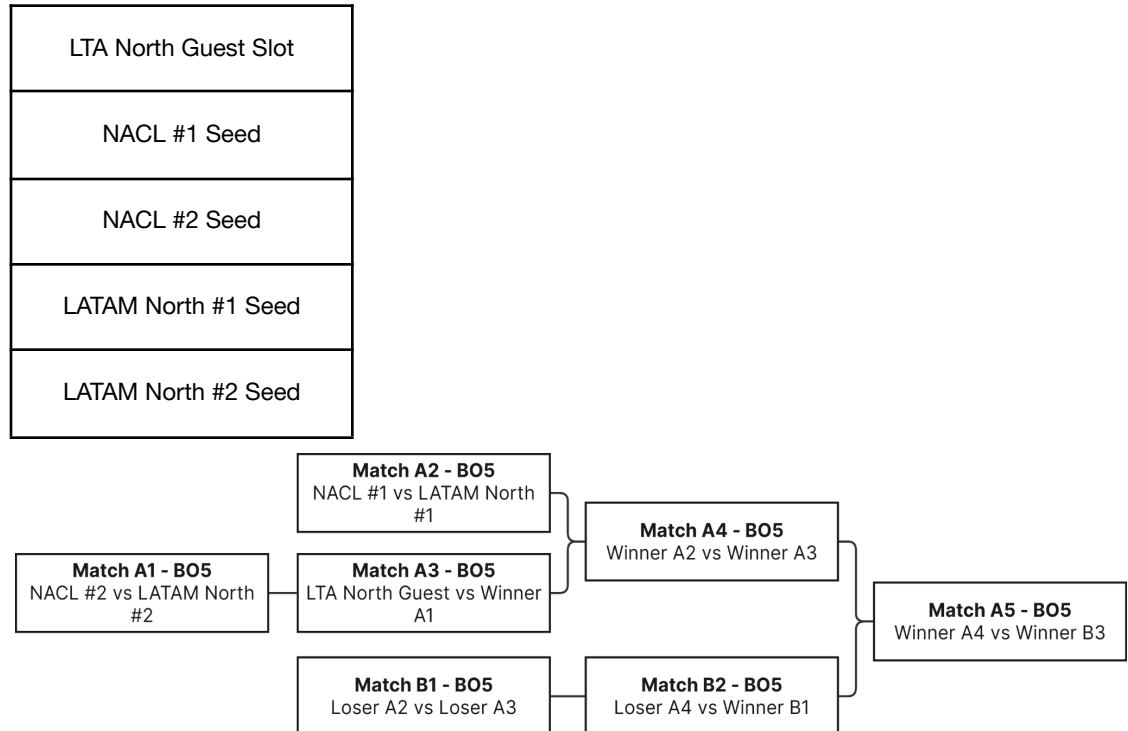 LTA North Guest Slot
NACL #1 Seed
NACL #2 Seed
LATAM North #1 Seed
LATAM North #2 Seed
Match A2 - BO5
NACL #1 vs LATAM North
#1
Match A4 - BO5
Winner A2 vs Winner A3
Match A1 - BO5
NACL #2 vs LATAM North
#2
Match A3 - BO5
LTA North Guest vs Winner
A1
Match A5 - BO5
Winner A4 vs Winner B3
Match B1 - BO5
Loser A2 vs Loser A3
Match B2 - BO5
Loser A4 vs Winner B1